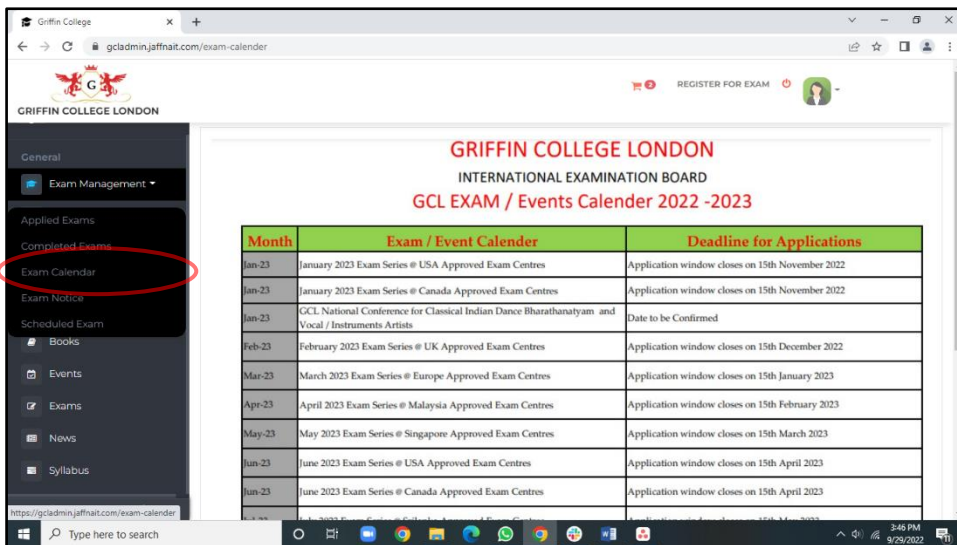 Griffin College
gcladmin.jaffnait.com/exam-calender
G
GRIFFIN COLLEGE LONDON
3
REGISTER FOR EXAM
General
Exam Management
Applied Exams
Completed Exams
Exam Calendar
Exam Notice
Scheduled Exam
Books
Events
Exams
News
Syllabus
GRIFFIN COLLEGE LONDON
INTERNATIONAL EXAMINATION BOARD
GCL EXAM / Events Calender 2022 -2023
Month Exam / Event Calender Deadline for Applications
Jan-23 January 2023 Exam Series @ USA Approved Exam Centres Application window closes on 15th November 2022
Jan-23 January 2023 Exam Series @ Canada Approved Exam Centres Application window closes on 15th November 2022
Jan-23 GCL National Conference for Classical Indian Dance Bharathanatyam and
Vocal / Instruments Artists Date to be Confirmed
Feb-23 February 2023 Exam Series @ UK Approved Exam Centres Application window closes on 15th December 2022
Mar-23 March 2023 Exam Series @ Europe Approved Exam Centres Application window closes on 15th January 2023
Apr-23 April 2023 Exam Series @ Malaysia Approved Exam Centres Application window closes on 15th February 2023
May-23 May 2023 Exam Series @ Singapore Approved Exam Centres Application window closes on 15th March 2023
Jun-23 June 2023 Exam Series @ USA Approved Exam Centres Application window closes on 15th April 2023
Jun-23 June 2023 Exam Series @ Canada Approved Exam Centres Application window closes on 15th April 2023
https://gcladmin.jaffnait.com/exam-calender
Type here to search
3:46 PM
9/29/2022